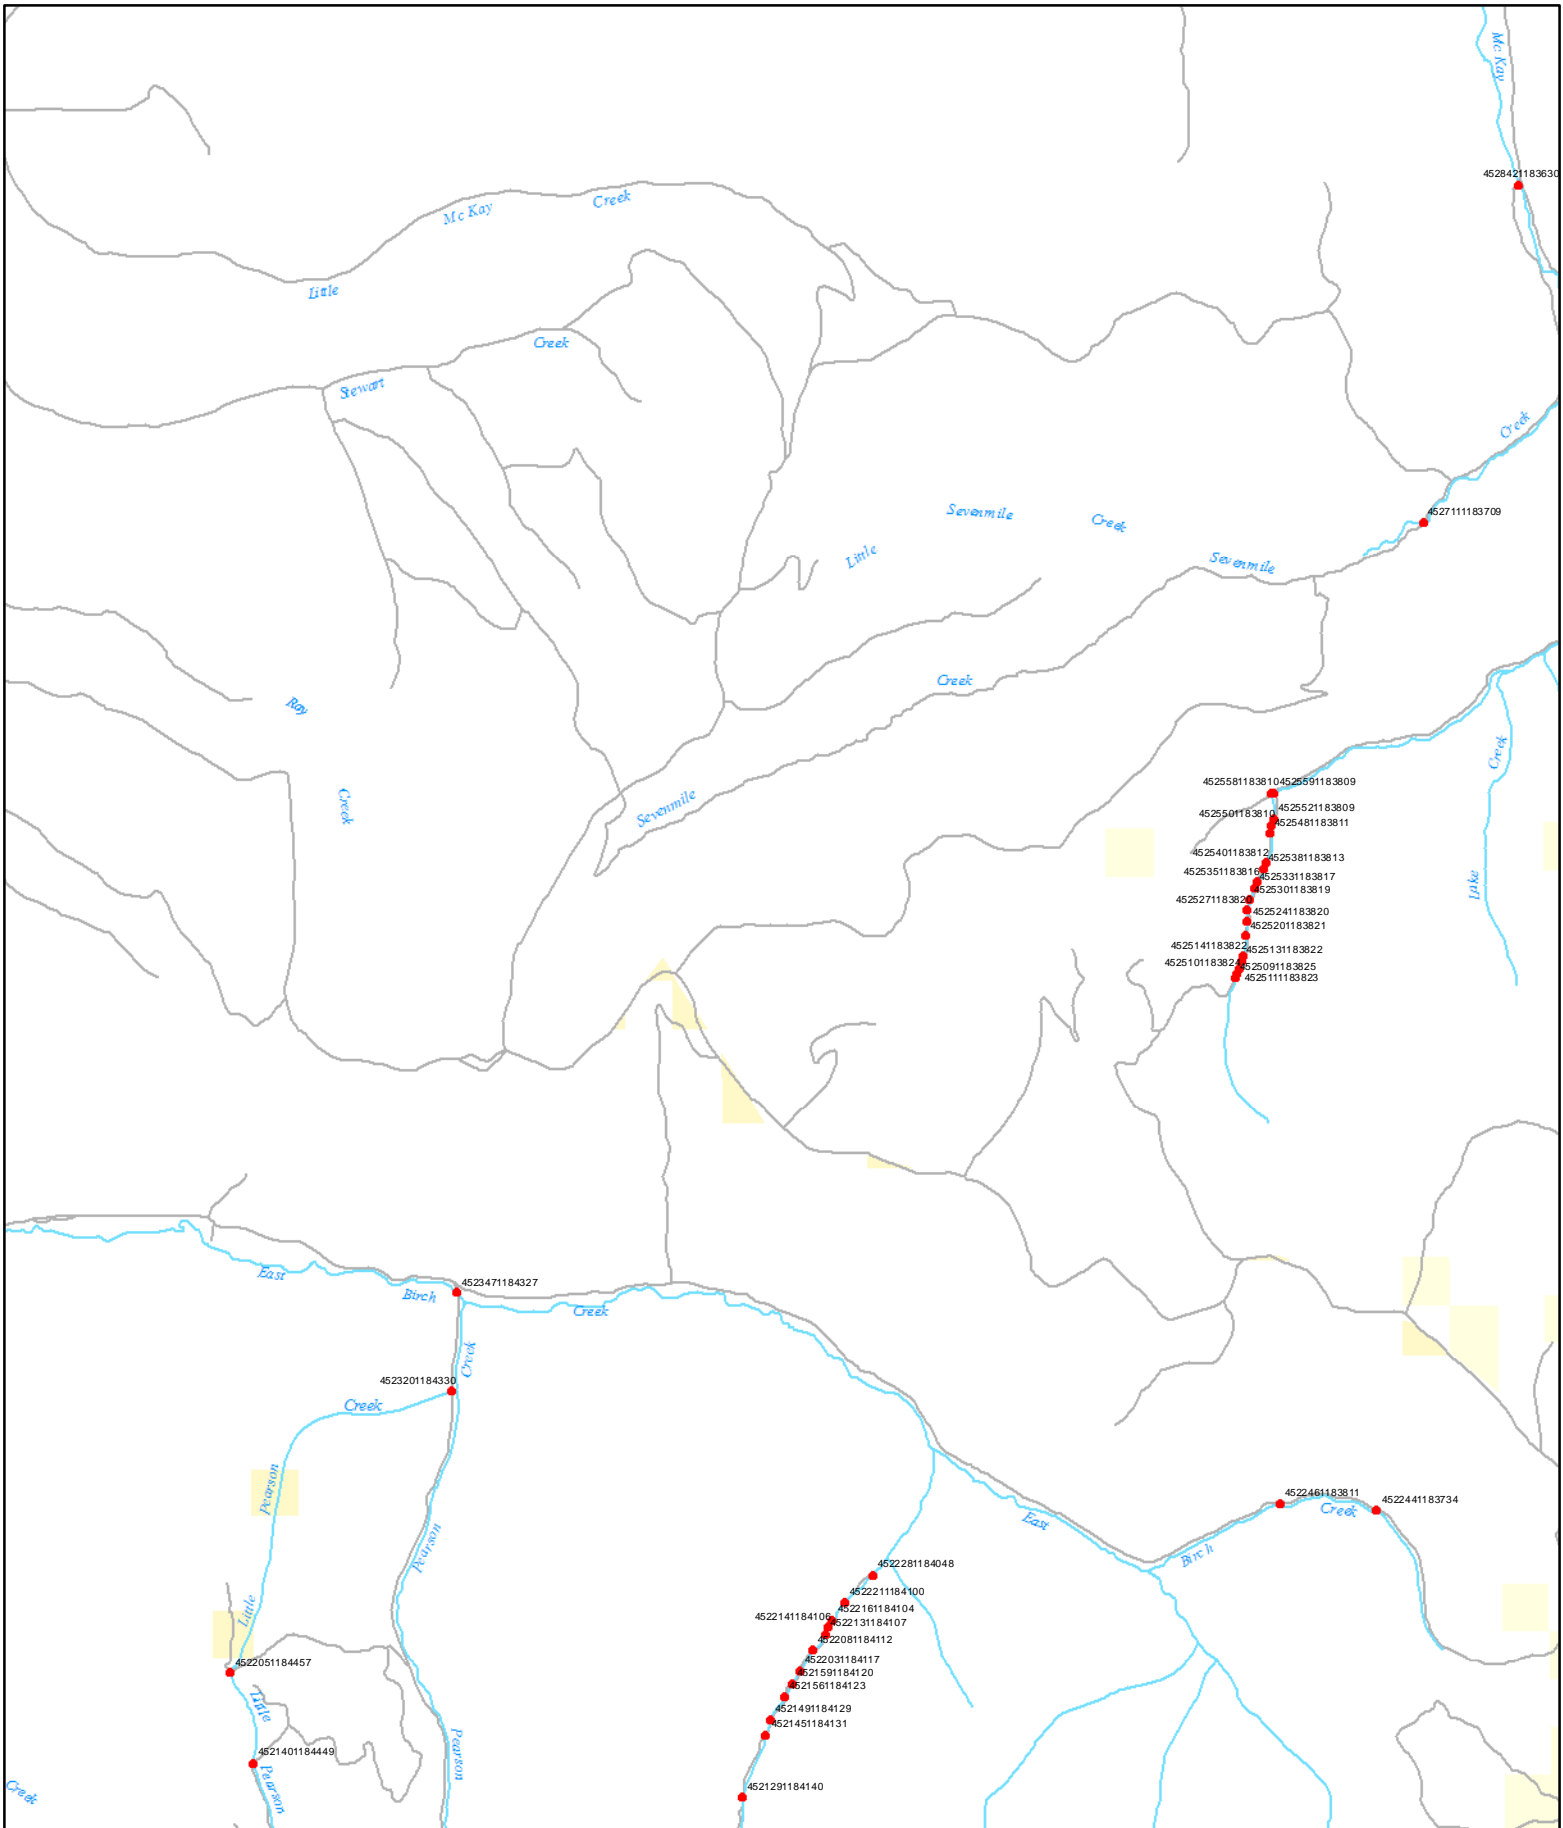 Mc Kay
4528421183630
Mc Kay
Creek
Little
Creek
Stewart
Creek
Sevenmile
Creek
4527111183709
Little
Sevenmile
Creek
Ray
Creek
Creek
4525581183810
4525591183809
Sevenmile
4525521183809
4525501183810
4525481183811
4525401183812
4525381183813
4525351183816
4525331183817
Lake
4525301183819
4525271183820
4525241183820
4525201183821
4525141183822
4525131183822
4525101183824
4525091183825
4525111183823
East
4523471184327
Birch
Creek
Creek
4523201184330
Creek
Pearson
4522461183811
4522441183734
Creek
East
Pearson
Birch
4522281184048
4522211184100
Little
4522161184104
4522141184106
4522131184107
4522081184112
4522031184117
4522051184457
4521591184120
4521561184123
Little
4521491184129
4521451184131
Pearson
4521401184449
Pearson
Creek
4521291184140